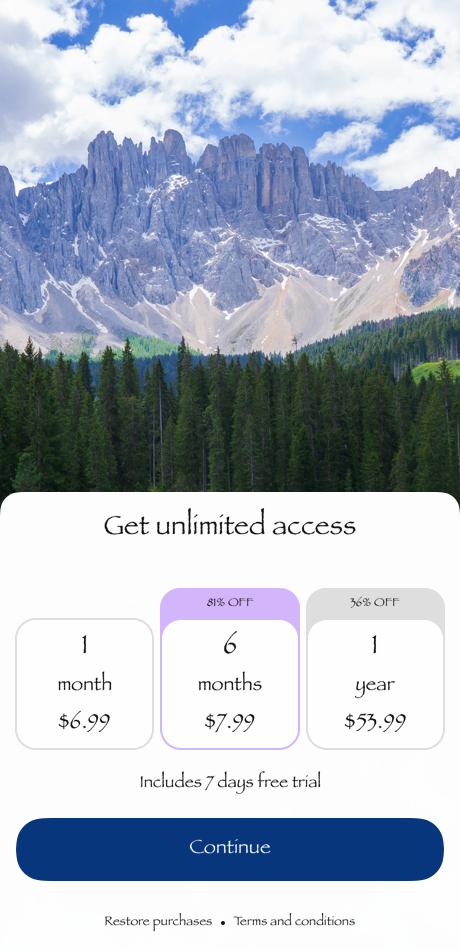 Get unlimited access
81% OFF
36% OFF
1
month
$6.99
6
months
$7.99
1
year
$53.99
Includes 7 days free trial
Continue
Restore purchases • Terms and conditions